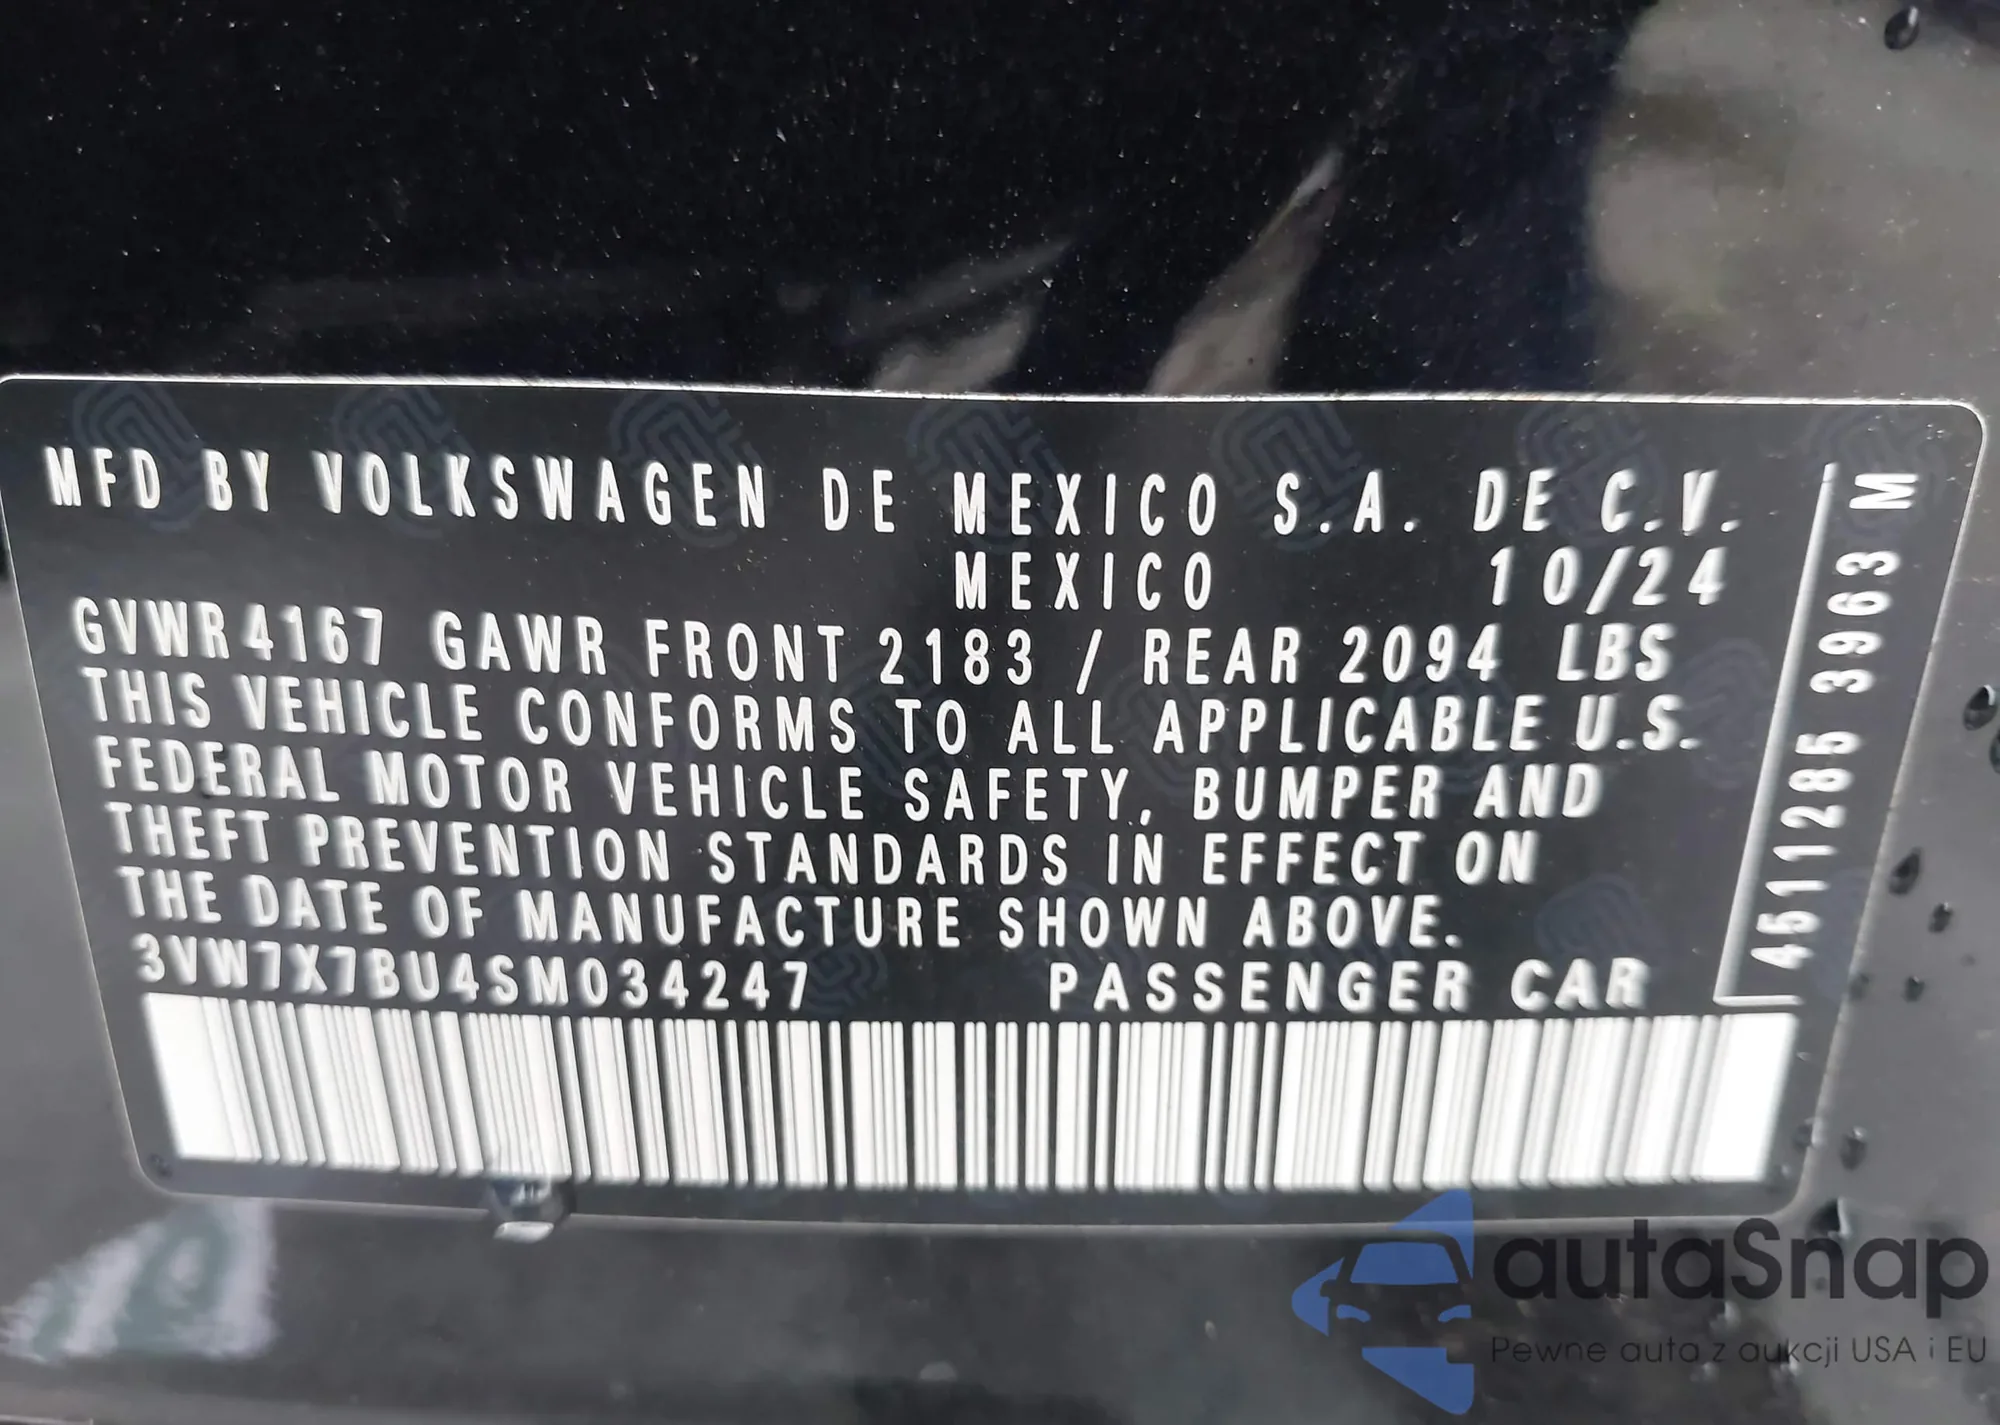 MFD BY VOLKSWAGEN DE MEXICO S.A. DE C.V.
MEXICO 10/24
GVWR 4167 GAWR FRONT 2183 / REAR 2094 LBS
THIS VEHICLE CONFORMS TO ALL APPLICABLE U.S.
FEDERAL MOTOR VEHICLE SAFETY, BUMPER AND
THEFT PREVENTION STANDARDS IN EFFECT ON
THE DATE OF MANUFACTURE SHOWN ABOVE.
3VW7X7BU4SM034247 PASSENGER CAR
4511285 3963 M
autaSnap
Pewne auta z aukcji USA i EU